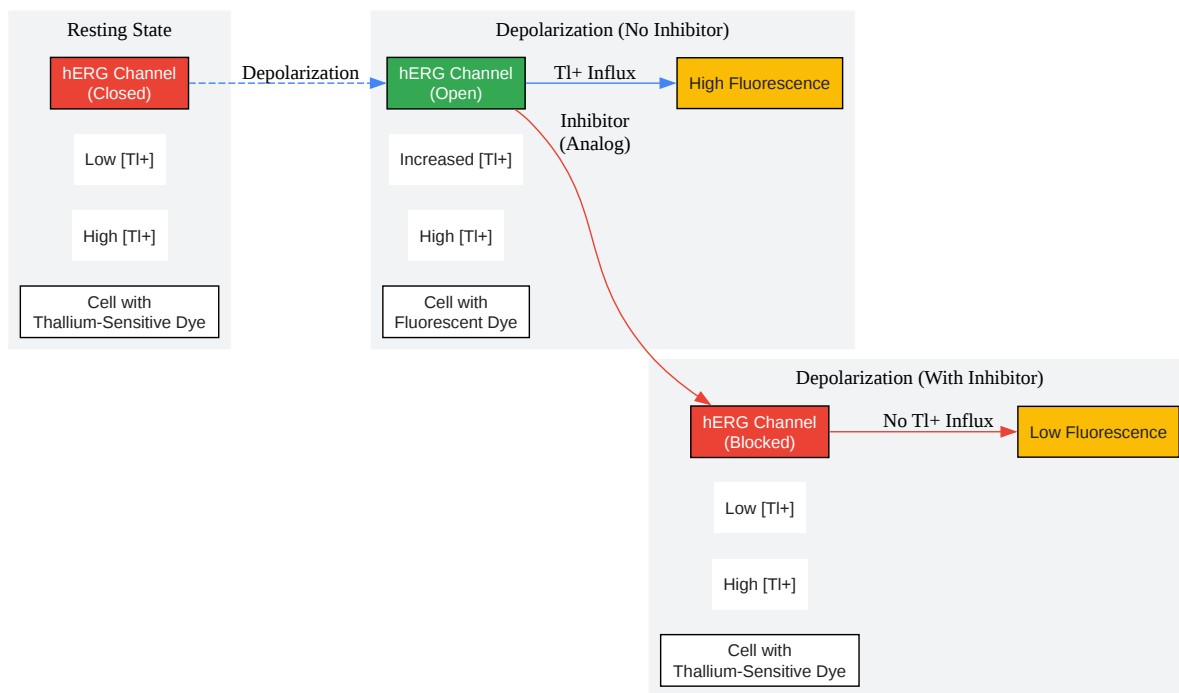 Resting State
hERG Channel
(Closed)
Low [Tl+]
High [Tl+]
Cell with
Thallium-Sensitive Dye
Depolarization
Depolarization (No Inhibitor)
hERG Channel
(Open)
Tl+ Influx
High Fluorescence
Inhibitor
(Analog)
Increased [Tl+]
High [Tl+]
Cell with
Fluorescent Dye
Depolarization (With Inhibitor)
hERG Channel
(Blocked)
No Tl+ Influx
Low Fluorescence
Low [Tl+]
High [Tl+]
Cell with
Thallium-Sensitive Dye